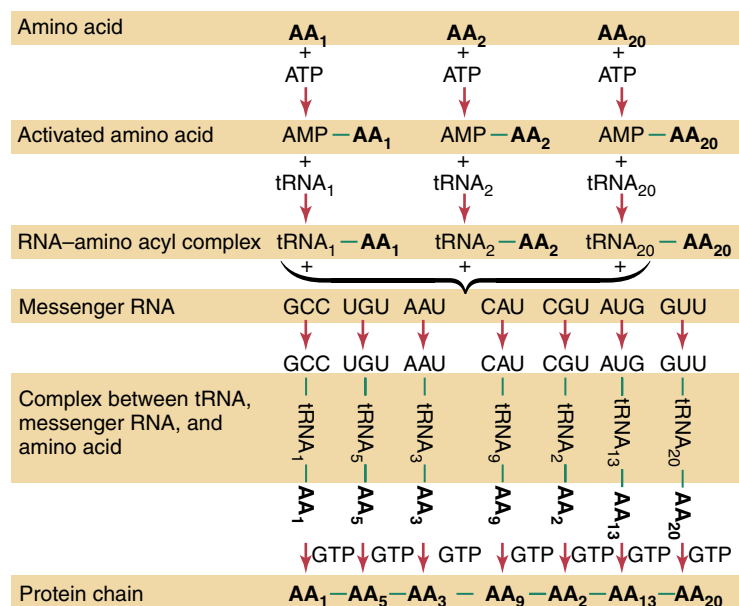 Amino acid AA₁ AA₂ AA₂₀
+ + +
ATP ATP ATP
Activated amino acid AMP — AA₁ AMP — AA₂ AMP — AA₂₀
+ + +
tRNA₁ tRNA₂ tRNA₂₀
RNA–amino acyl complex tRNA₁ — AA₁ tRNA₂ — AA₂ tRNA₂₀ — AA₂₀
+ + +
Messenger RNA GCC UGU AAU CAU CGU AUG GUU
GCC UGU AAU CAU CGU AUG GUU
Complex between tRNA,
messenger RNA, and
amino acid
tRNA₁ tRNA₅ tRNA₃ tRNA₉ tRNA₂ tRNA₁₃ tRNA₂₀
AA₁ AA₅ AA₃ AA₉ AA₂ AA₁₃ AA₂₀
GTP GTP GTP GTP GTP GTP GTP
Protein chain AA₁ — AA₅ — AA₃ — AA₉ — AA₂ — AA₁₃ — AA₂₀